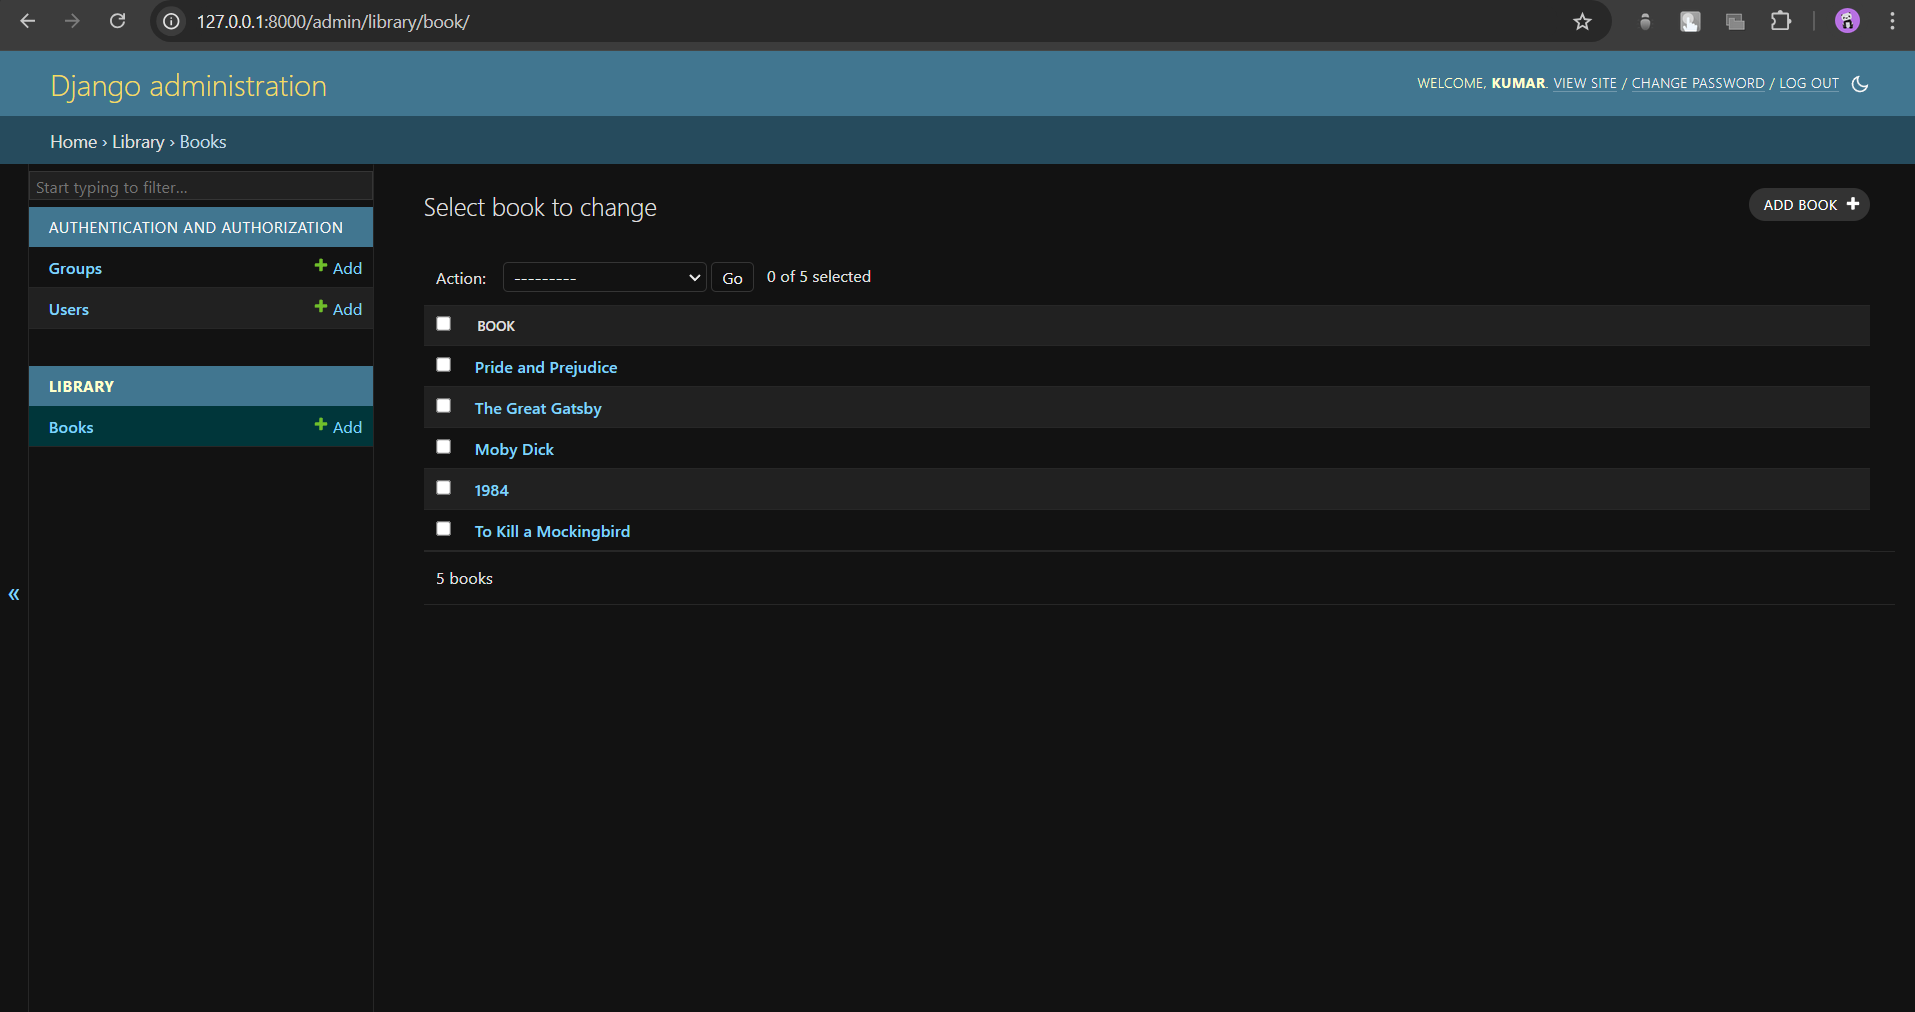 127.0.0.1:8000/admin/library/book/
Django administration
WELCOME, KUMAR. VIEW SITE / CHANGE PASSWORD / LOG OUT
Home › Library › Books
Start typing to filter...
AUTHENTICATION AND AUTHORIZATION
Groups + Add
Users + Add
LIBRARY
Books + Add
«
Select book to change
ADD BOOK +
Action: --------- Go 0 of 5 selected
BOOK
Pride and Prejudice
The Great Gatsby
Moby Dick
1984
To Kill a Mockingbird
5 books